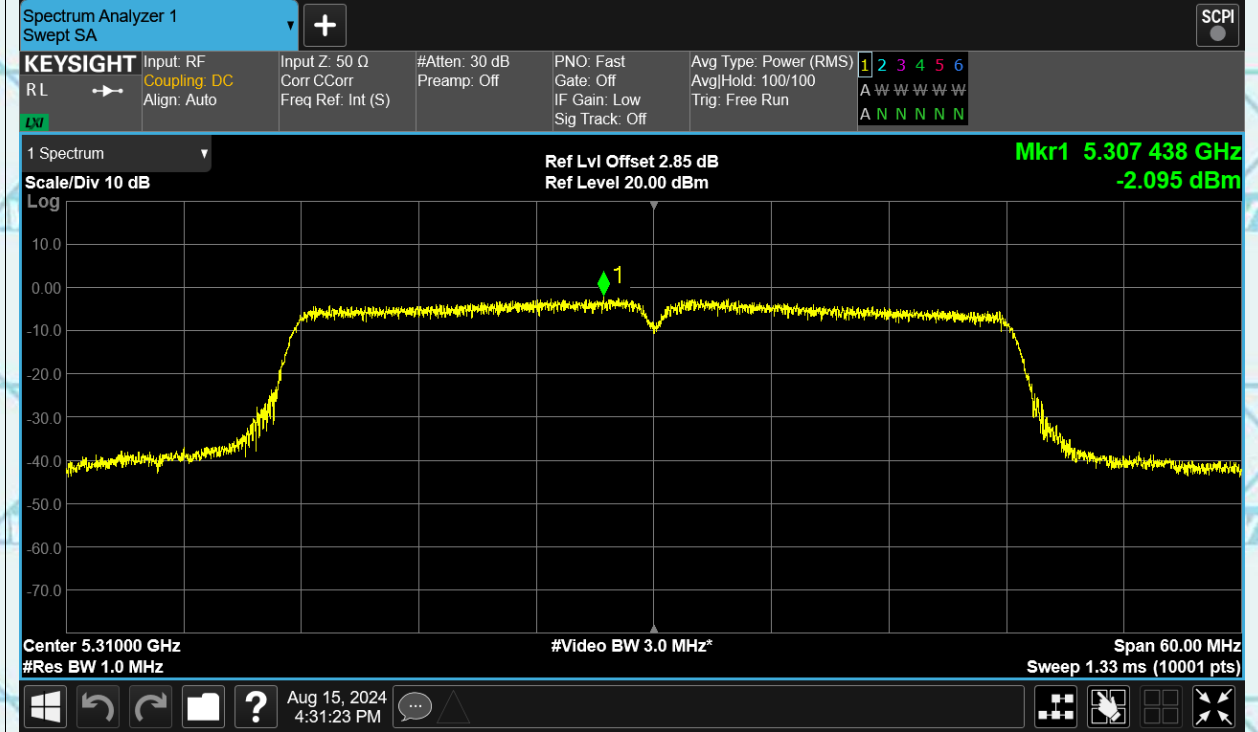 Spectrum Analyzer 1
Swept SA
SCPI
KEYSIGHT
R L
LXI
Input: RF
Coupling: DC
Align: Auto
Input Z: 50 Ω
Corr CCorr
Freq Ref: Int (S)
#Atten: 30 dB
Preamp: Off
PNO: Fast
Gate: Off
IF Gain: Low
Sig Track: Off
Avg Type: Power (RMS)
Avg|Hold: 100/100
Trig: Free Run
1 2 3 4 5 6
A W W W W W
A N N N N N
1 Spectrum
Scale/Div 10 dB
Log
Ref Lvl Offset 2.85 dB
Ref Level 20.00 dBm
Mkr1 5.307 438 GHz
-2.095 dBm
1
10.0
0.00
-10.0
-20.0
-30.0
-40.0
-50.0
-60.0
-70.0
Center 5.31000 GHz
#Res BW 1.0 MHz
#Video BW 3.0 MHz*
Span 60.00 MHz
Sweep 1.33 ms (10001 pts)
?
Aug 15, 2024
4:31:23 PM